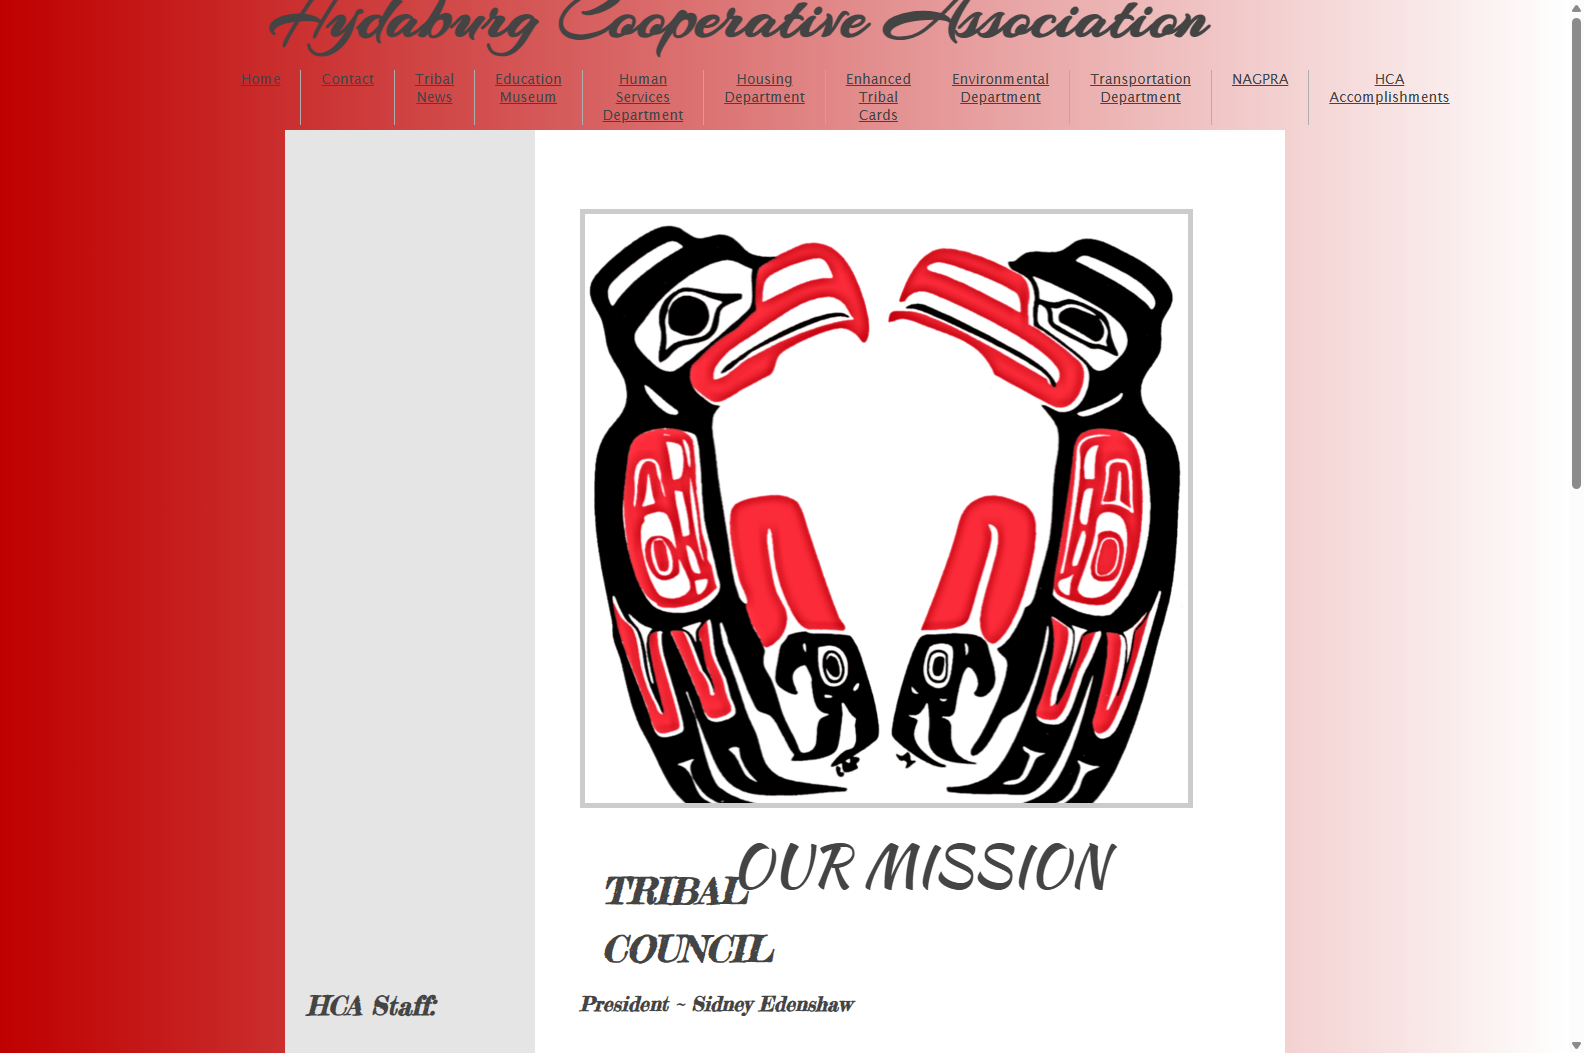 Hydaburg Cooperative Association
Home
Contact
Tribal
News
Education
Museum
Human
Services
Department
Housing
Department
Enhanced
Tribal
Cards
Environmental
Department
Transportation
Department
NAGPRA
HCA
Accomplishments
OUR MISSION
TRIBAL
COUNCIL
HCA Staff:
President ~ Sidney Edenshaw